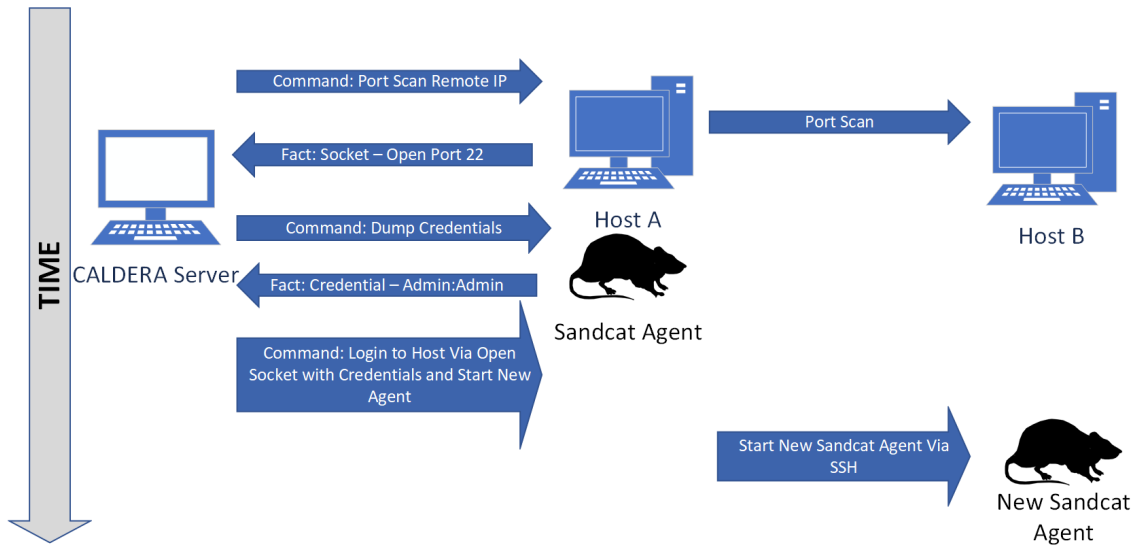 TIME
Command: Port Scan Remote IP
Port Scan
Fact: Socket – Open Port 22
Host A
Host B
Command: Dump Credentials
CALDERA Server
Fact: Credential – Admin:Admin
Sandcat Agent
Command: Login to Host Via Open
Socket with Credentials and Start New
Agent
Start New Sandcat Agent Via
SSH
New Sandcat
Agent